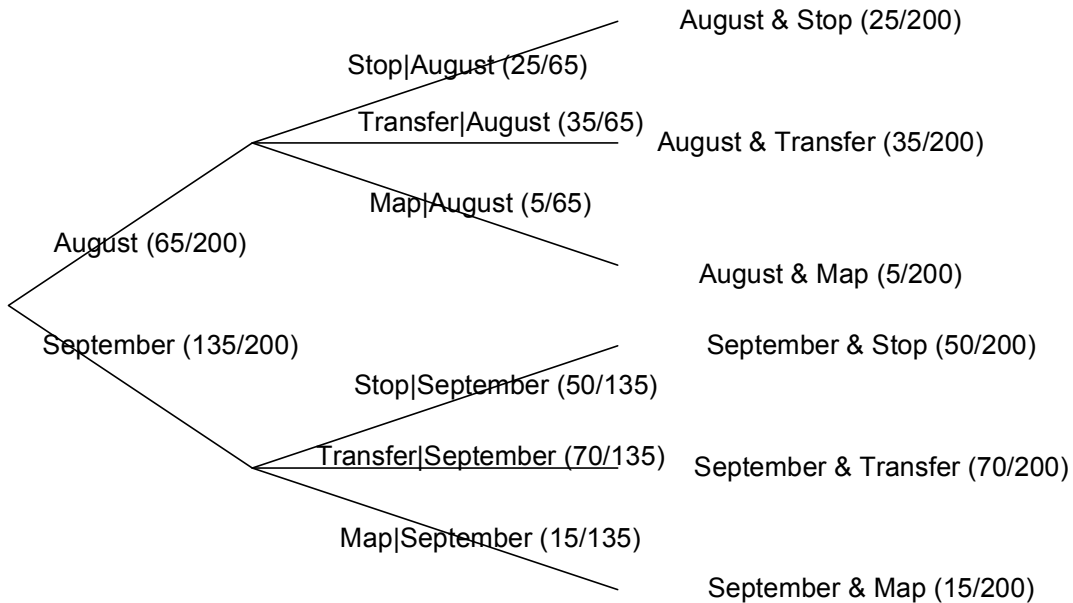 August & Stop (25/200)
Stop|August (25/65)
Transfer|August (35/65)
August & Transfer (35/200)
Map|August (5/65)
August (65/200)
August & Map (5/200)
September (135/200)
September & Stop (50/200)
Stop|September (50/135)
Transfer|September (70/135)
September & Transfer (70/200)
Map|September (15/135)
September & Map (15/200)